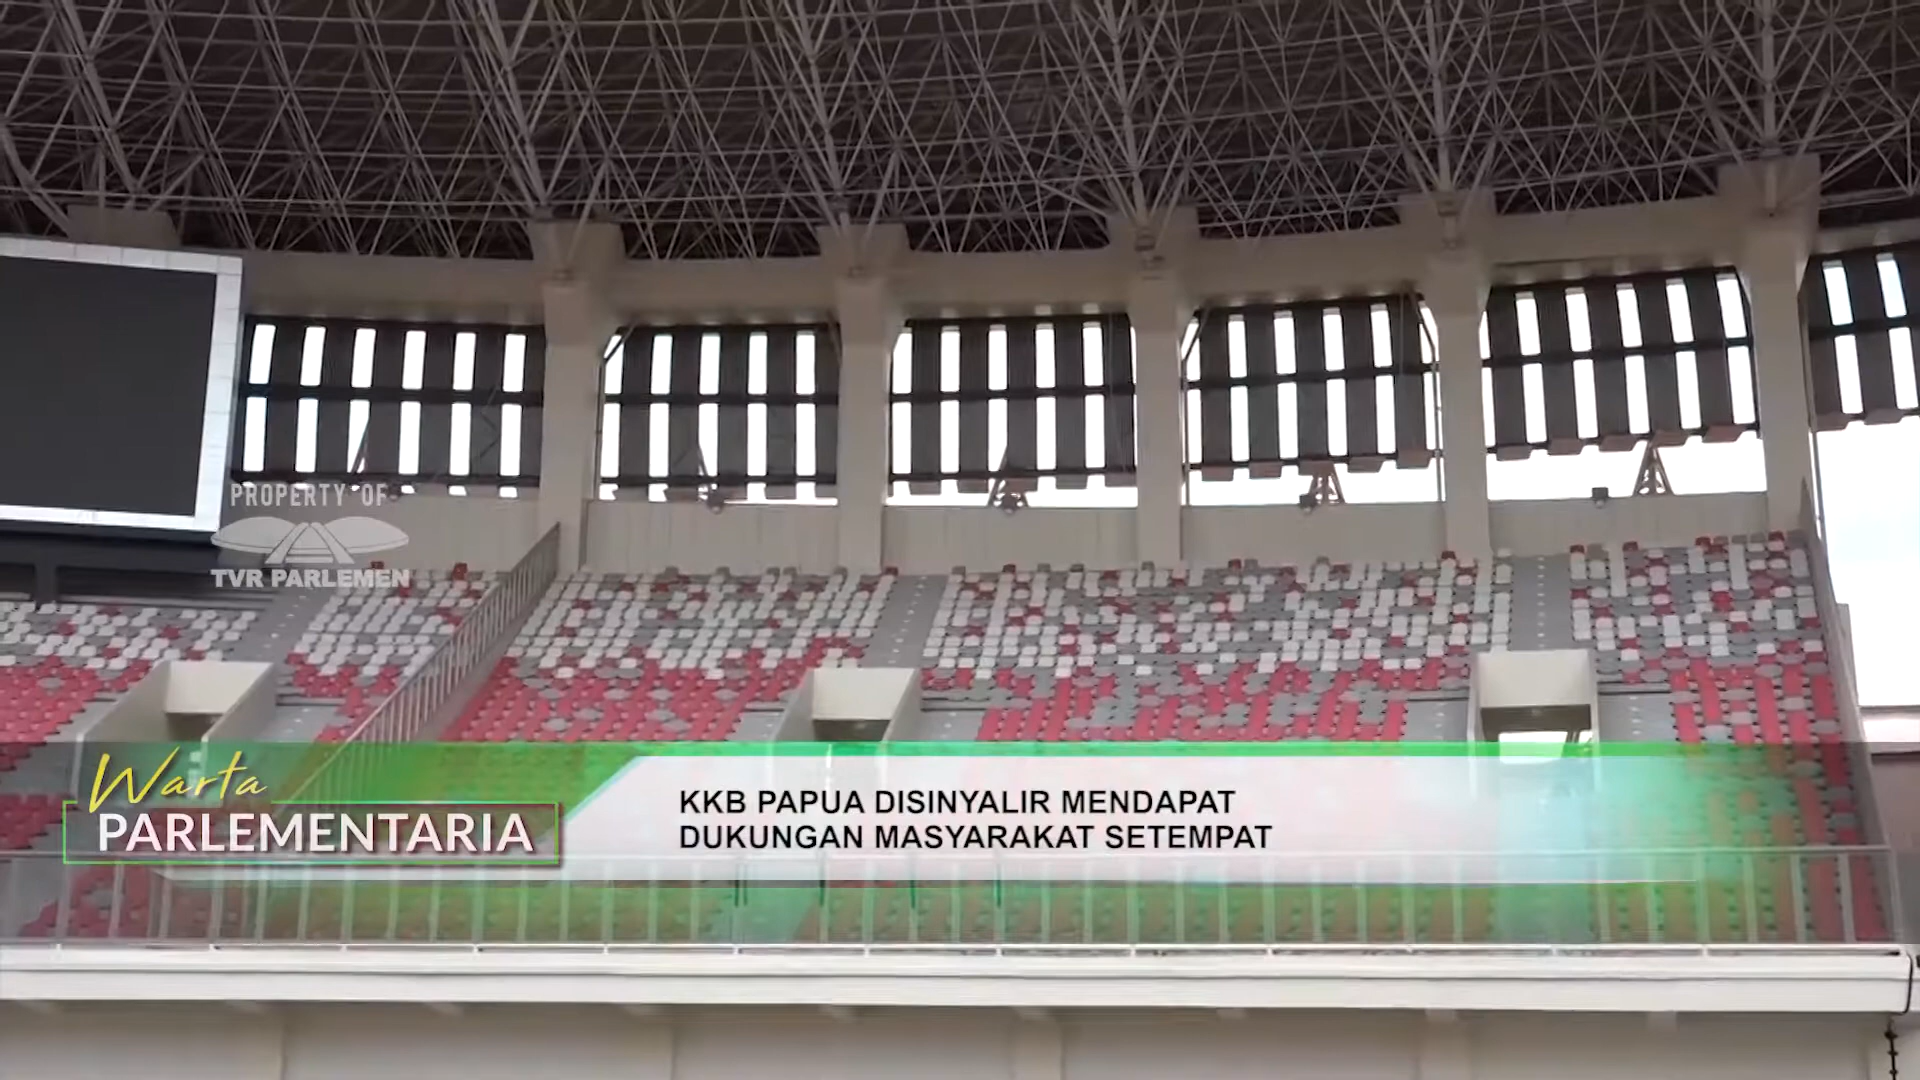 PROPERTY OF
TVR PARLEMEN
Warta
PARLEMENTARIA
KKB PAPUA DISINYALIR MENDAPAT
DUKUNGAN MASYARAKAT SETEMPAT